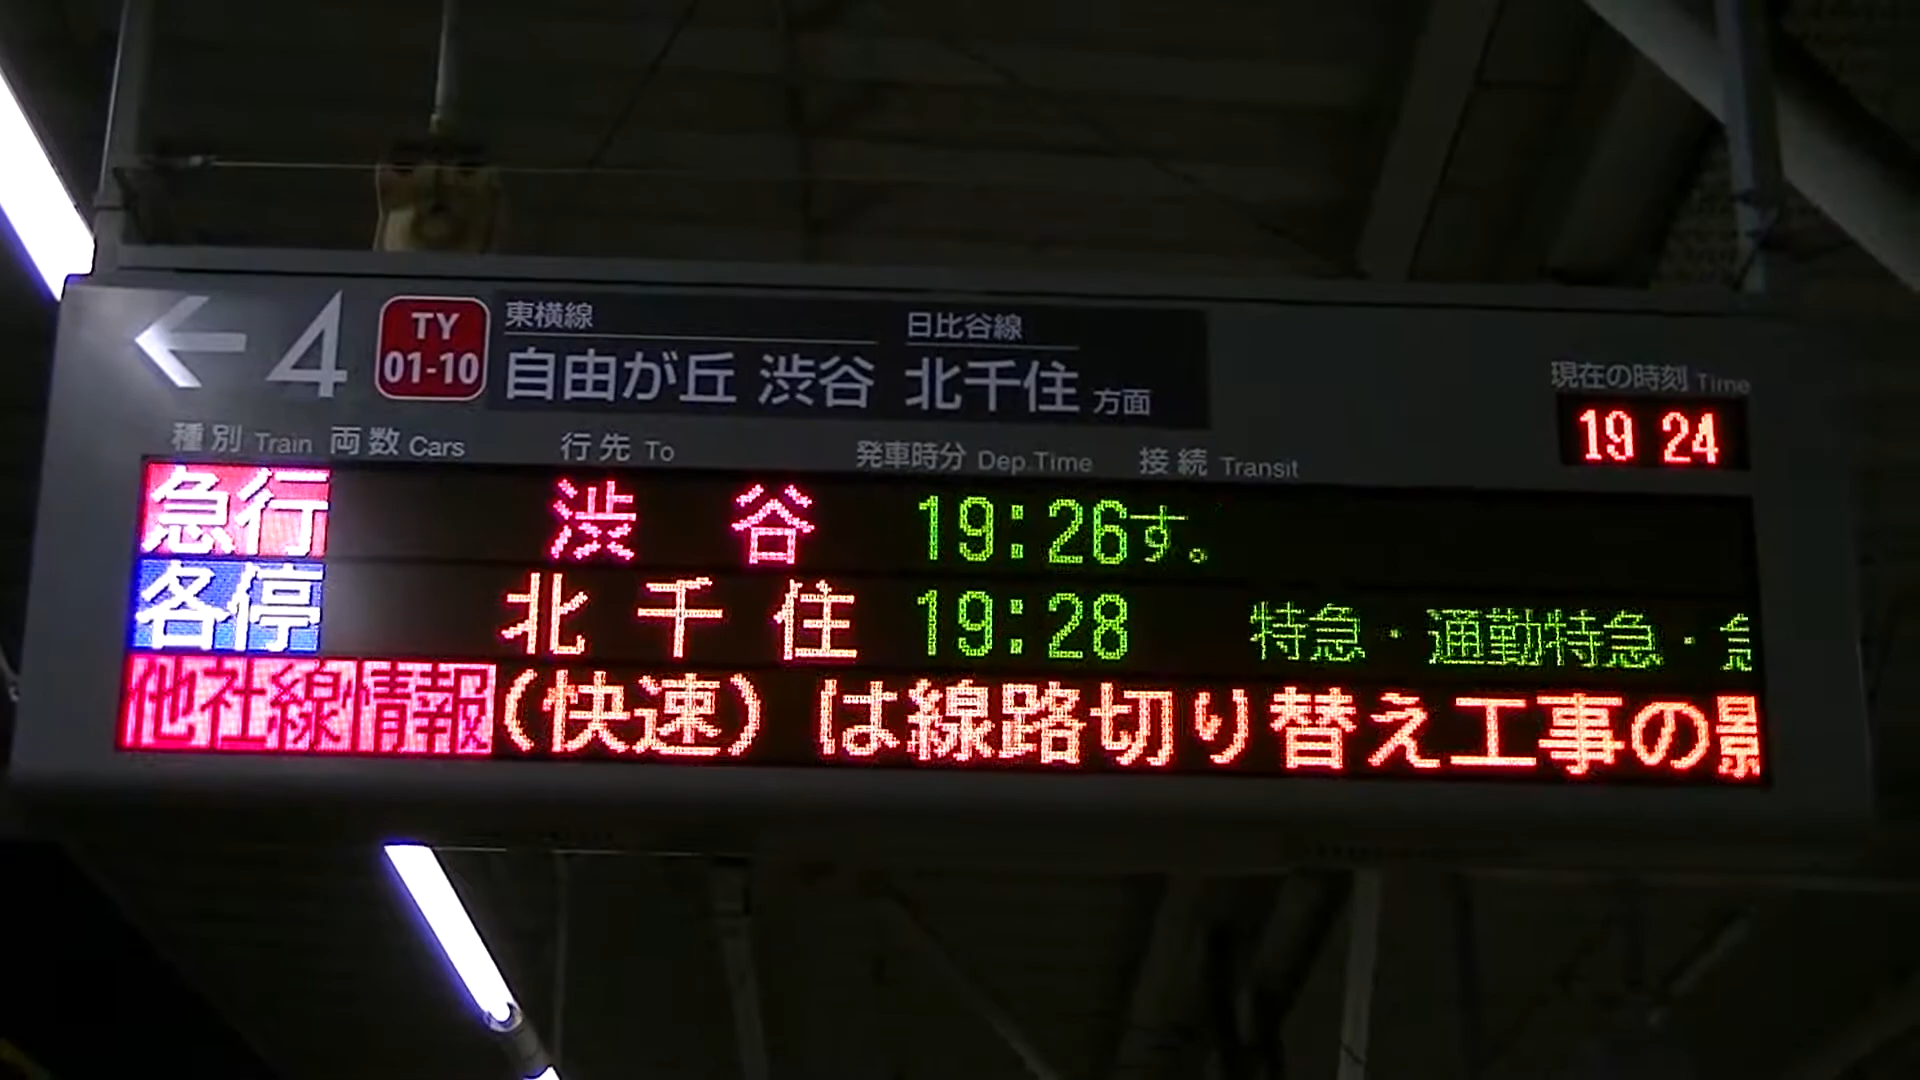 ← 4 TY 01-10
東横線 日比谷線
自由が丘 渋谷 北千住 方面
現在の時刻 Time
19 24
種別 Train 両数 Cars 行先 To 発車時分 Dep.Time 接続 Transit
急行 渋谷 19:26 す。
各停 北千住 19:28 特急・通勤特急・急
他社線情報 (快速) は線路切り替え工事の影